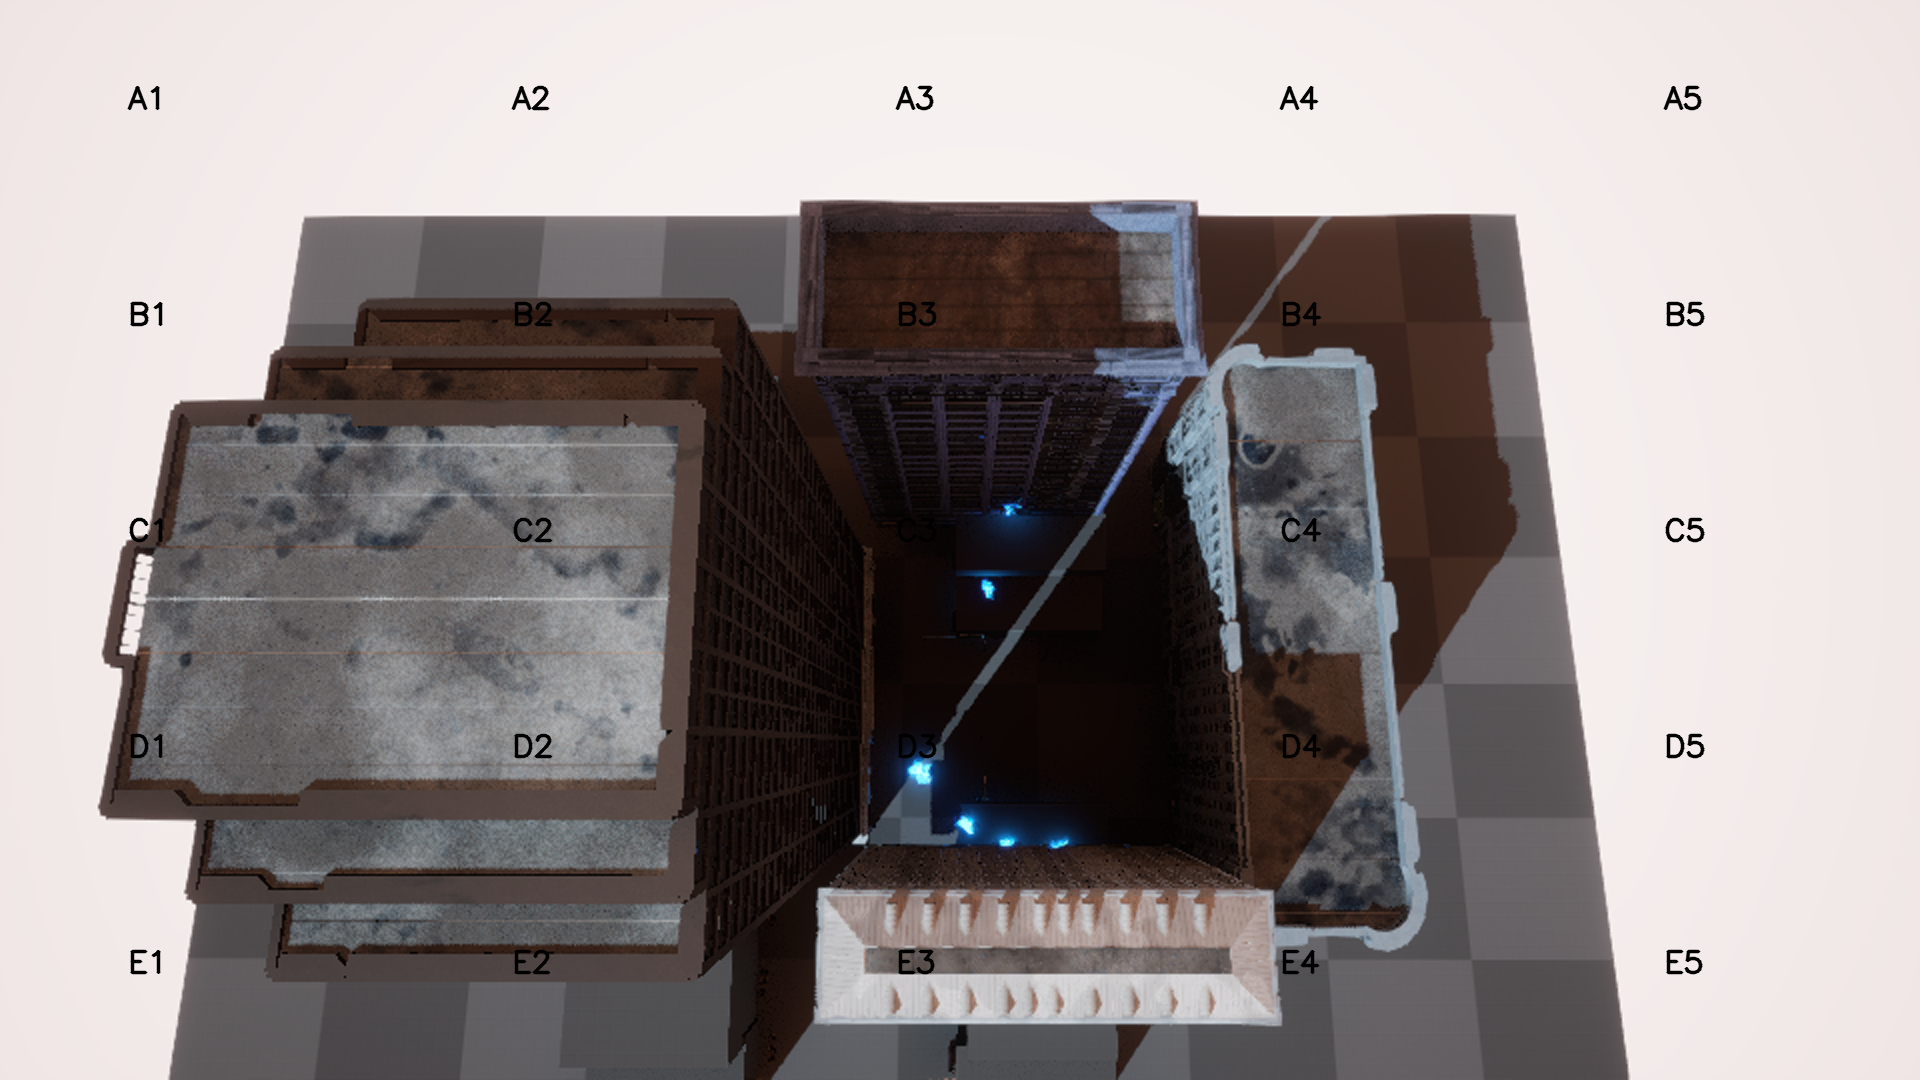 A1 A2 A3 A4 A5
B1 B2 B3 B4 B5
C1 C2 C3 C4 C5
D1 D2 D3 D4 D5
E1 E2 E3 E4 E5